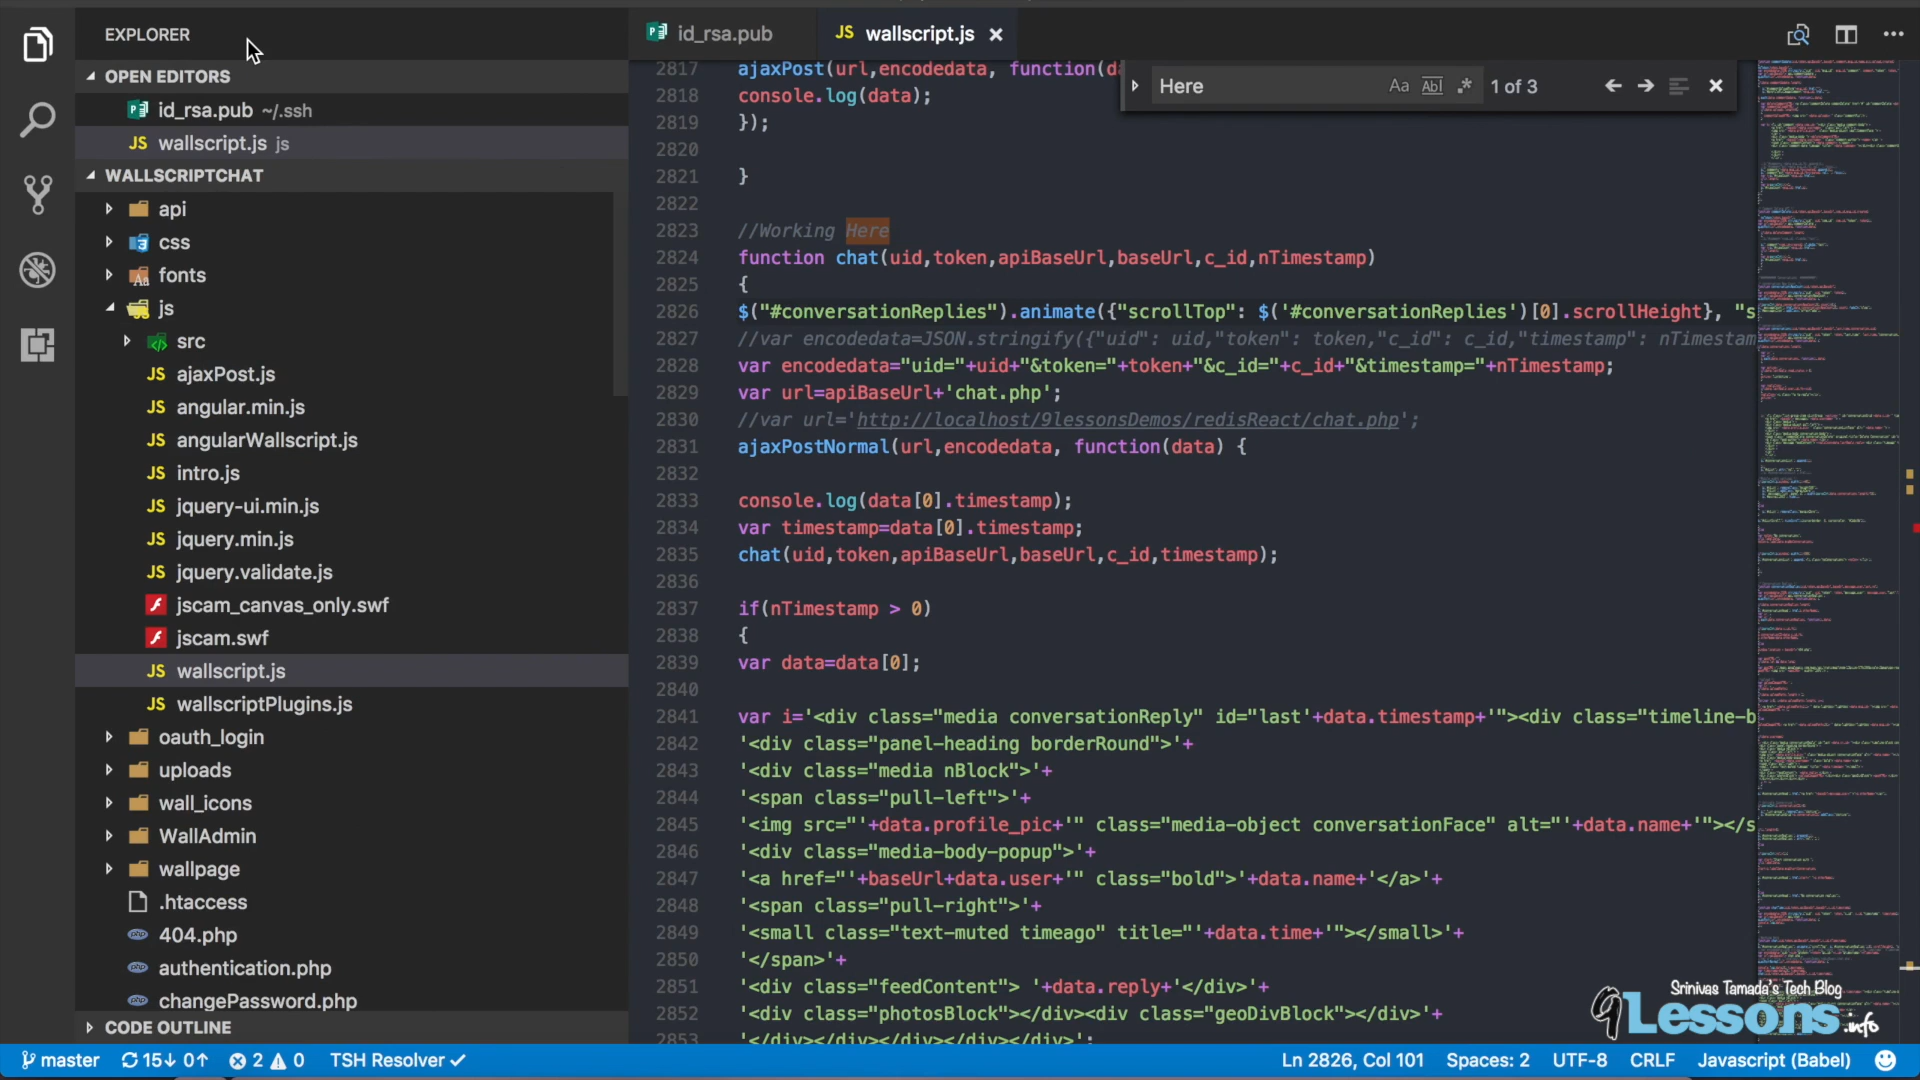 EXPLORER
OPEN EDITORS
id_rsa.pub ~/.ssh
JS wallscript.js js
WALLSCRIPTCHAT
api
css
fonts
js
src
JS ajaxPost.js
JS angular.min.js
JS angularWallscript.js
JS intro.js
JS jquery-ui.min.js
JS jquery.min.js
JS jquery.validate.js
jscam_canvas_only.swf
jscam.swf
JS wallscript.js
JS wallscriptPlugins.js
oauth_login
uploads
wall_icons
WallAdmin
wallpage
.htaccess
php 404.php
php authentication.php
php changePassword.php
CODE OUTLINE
id_rsa.pub
JS wallscript.js
Here Aa Abl .* 1 of 3
2817 ajaxPost(url,encodedata, function(d
2818 console.log(data);
2819 });
2820
2821 }
2822
2823 //Working Here
2824 function chat(uid,token,apiBaseUrl,baseUrl,c_id,nTimestamp)
2825 {
2826 $("#conversationReplies").animate({"scrollTop": $('#conversationReplies')[0].scrollHeight}, "s
2827 //var encodedata=JSON.stringify({"uid": uid,"token": token,"c_id": c_id,"timestamp": nTimestam
2828 var encodedata="uid="+uid+"&token="+token+"&c_id="+c_id+"&timestamp="+nTimestamp;
2829 var url=apiBaseUrl+'chat.php';
2830 //var url='http://localhost/9lessonsDemos/redisReact/chat.php';
2831 ajaxPostNormal(url,encodedata, function(data) {
2832
2833 console.log(data[0].timestamp);
2834 var timestamp=data[0].timestamp;
2835 chat(uid,token,apiBaseUrl,baseUrl,c_id,timestamp);
2836
2837 if(nTimestamp > 0)
2838 {
2839 var data=data[0];
2840
2841 var i='<div class="media conversationReply" id="last'+data.timestamp+'"><div class="timeline-b
2842 '<div class="panel-heading borderRound">'+
2843 '<div class="media nBlock">'+
2844 '<span class="pull-left">'+
2845 '<img src="'+data.profile_pic+'" class="media-object conversationFace" alt="'+data.name+'"></s
2846 '<div class="media-body-popup">'+
2847 '<a href="'+baseUrl+data.user+'" class="bold">'+data.name+'</a>'+
2848 '<span class="pull-right">'+
2849 '<small class="text-muted timeago" title="'+data.time+'"></small>'+
2850 '</span>'+
2851 '<div class="feedContent"> '+data.reply+'</div>'+
2852 '<div class="photosBlock"></div><div class="geoDivBlock"></div>'+
2853 '</div></div></div></div></div>';
Srinivas Tamada's Tech Blog
9Lessons.info
master 15↓ 0↑ 2 0 TSH Resolver
Ln 2826, Col 101 Spaces: 2 UTF-8 CRLF Javascript (Babel)